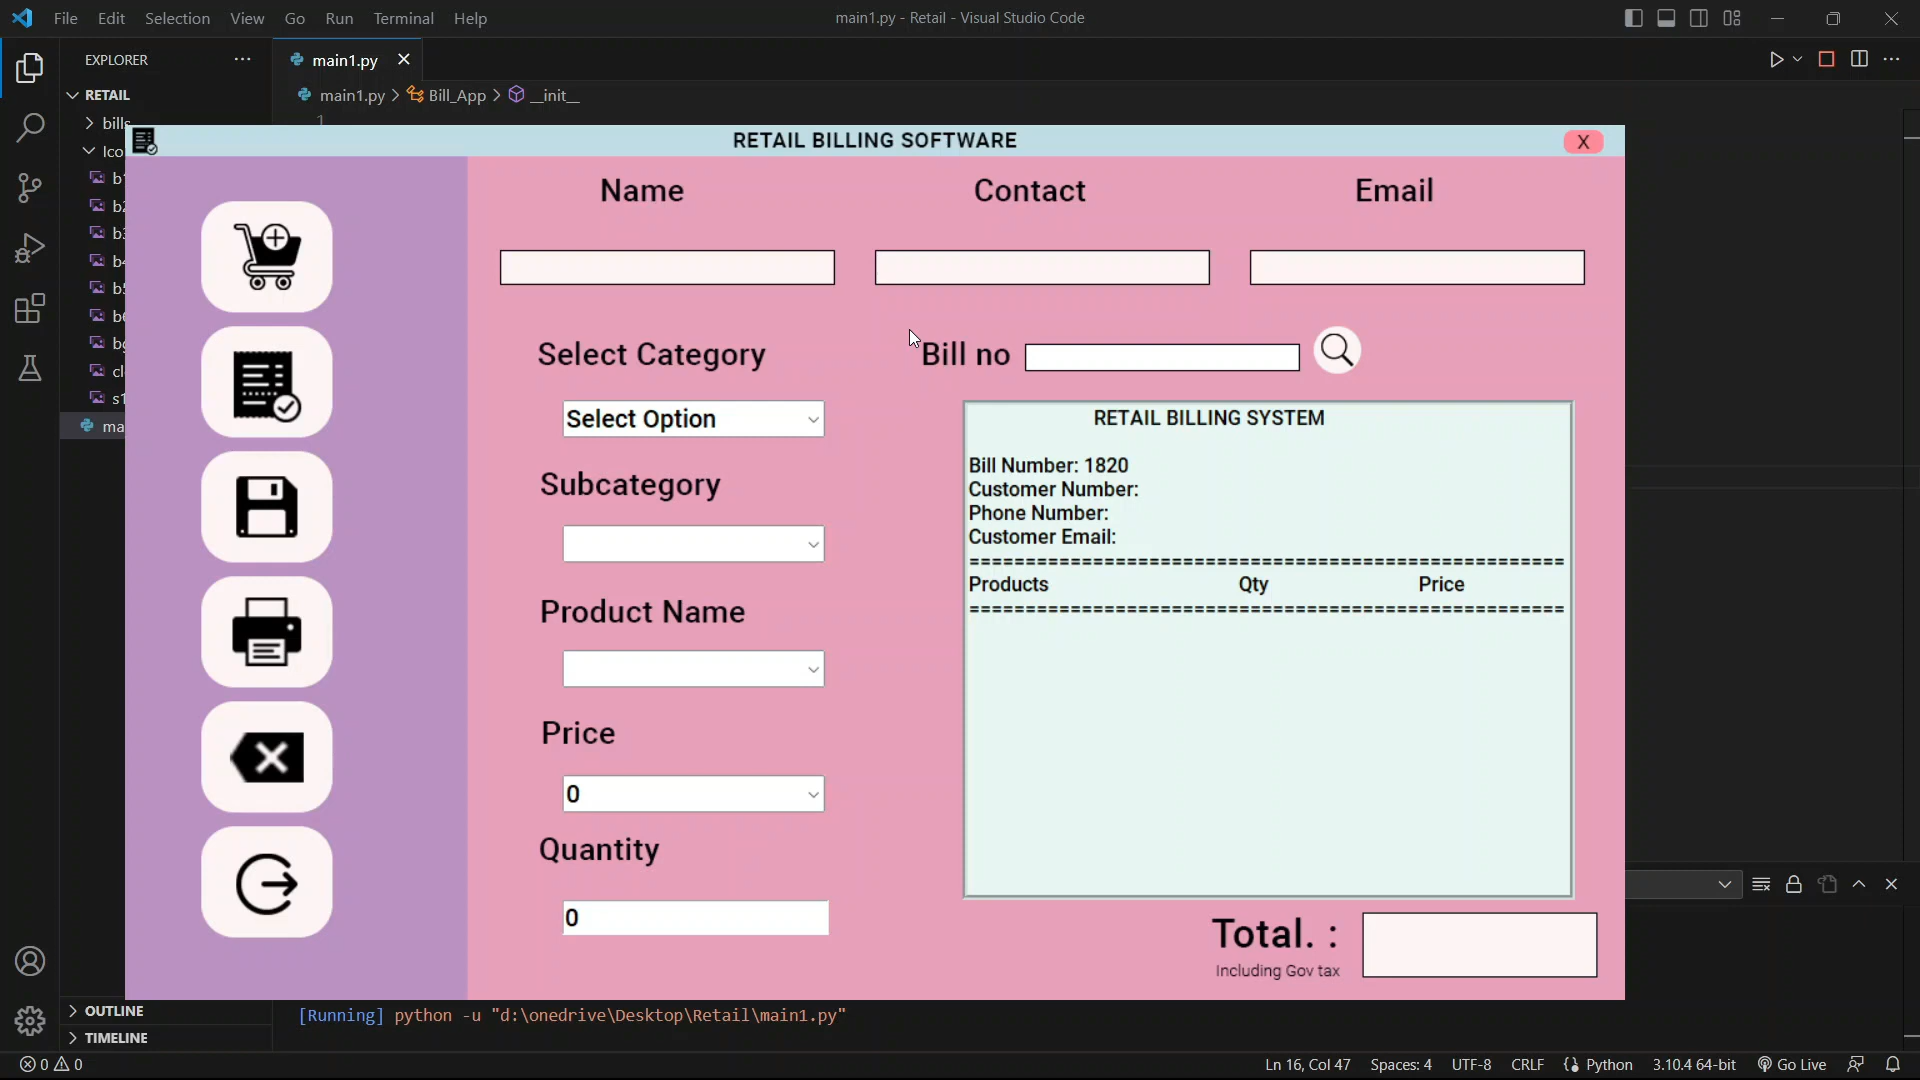 File Edit Selection View Go Run Terminal Help
main1.py - Retail - Visual Studio Code
EXPLORER
main1.py
RETAIL
main1.py > Bill_App > __init__
bills
1
RETAIL BILLING SOFTWARE
X
Name Contact Email
Select Category
Bill no
Select Option
RETAIL BILLING SYSTEM
Bill Number: 1820
Customer Number:
Phone Number:
Customer Email:
=====================================================
Products Qty Price
=====================================================
Subcategory
Product Name
Price
0
Quantity
0
Total. :
Including Gov tax
OUTLINE
TIMELINE
[Running] python -u "d:\onedrive\Desktop\Retail\main1.py"
0 0
Ln 16, Col 47 Spaces: 4 UTF-8 CRLF Python 3.10.4 64-bit Go Live